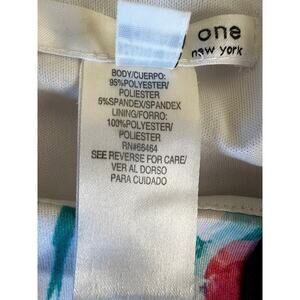 one
new york
BODY/CUERPO:
95%POLYESTER/
POLIESTER
5%SPANDEX/SPANDEX
LINING/FORRO:
100%POLYESTER/
POLIESTER
RN#66464
SEE REVERSE FOR CARE/
VER AL DORSO
PARA CUIDADO